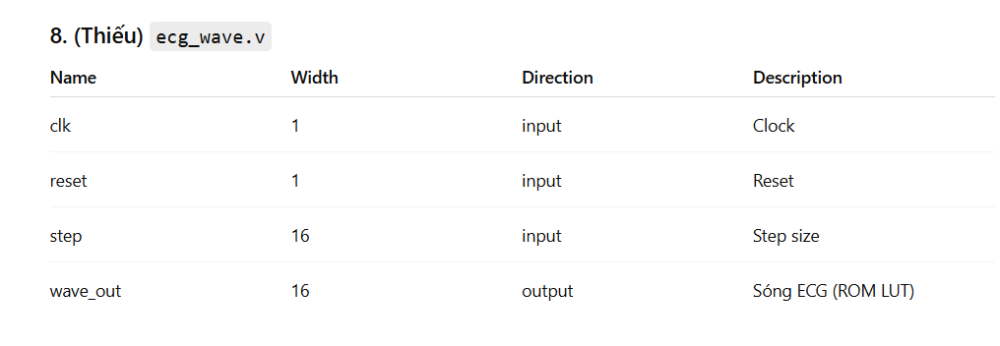 8. (Thiếu) ecg_wave.v
Name Width Direction Description
clk 1 input Clock
reset 1 input Reset
step 16 input Step size
wave_out 16 output Sóng ECG (ROM LUT)